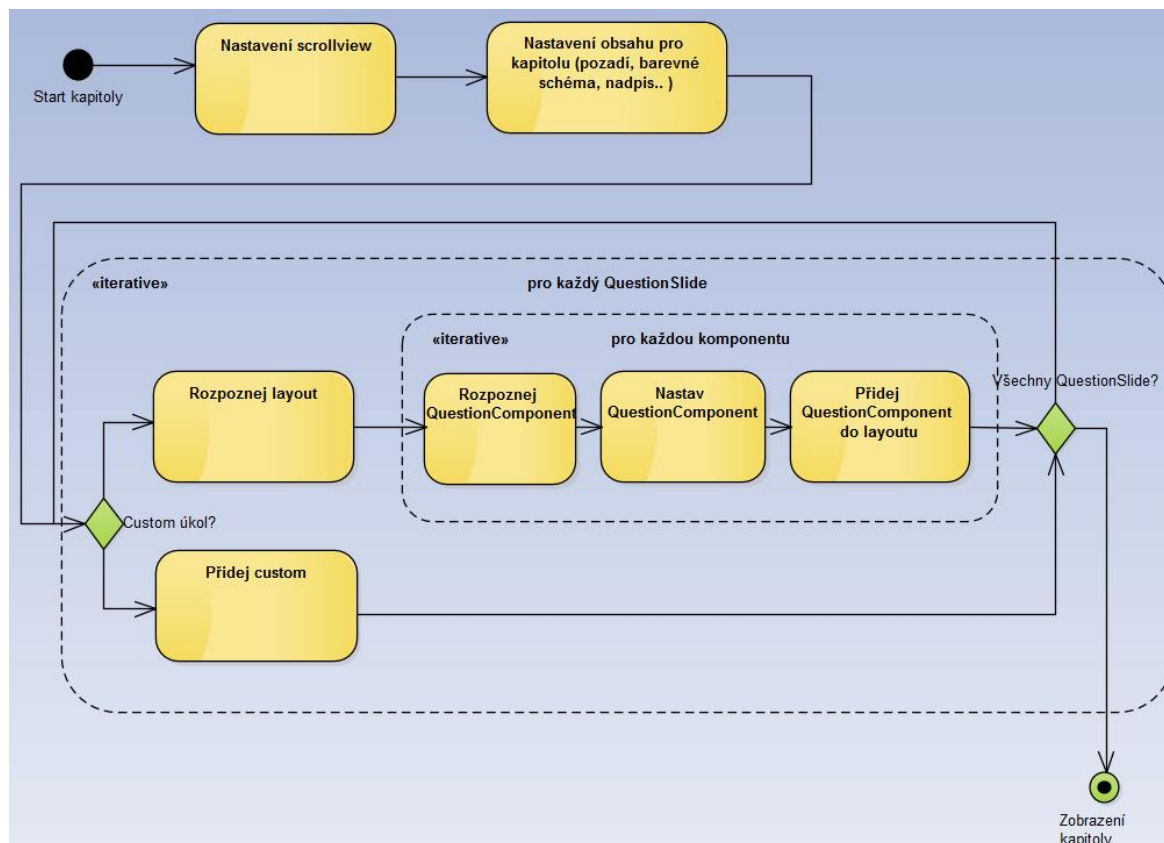 Nastavení scrollview
Nastavení obsahu pro
kapitolu (pozadí, barevné
schéma, nadpis.. )
Start kapitoly
«iterative»
pro každý QuestionSlide
«iterative»
pro každou komponentu
Rozpoznej layout
Rozpoznej
QuestionComponent
Nastav
QuestionComponent
Přidej
QuestionComponent
do layoutu
Všechny QuestionSlide?
Custom úkol?
Přidej custom
Zobrazení
kapitoly